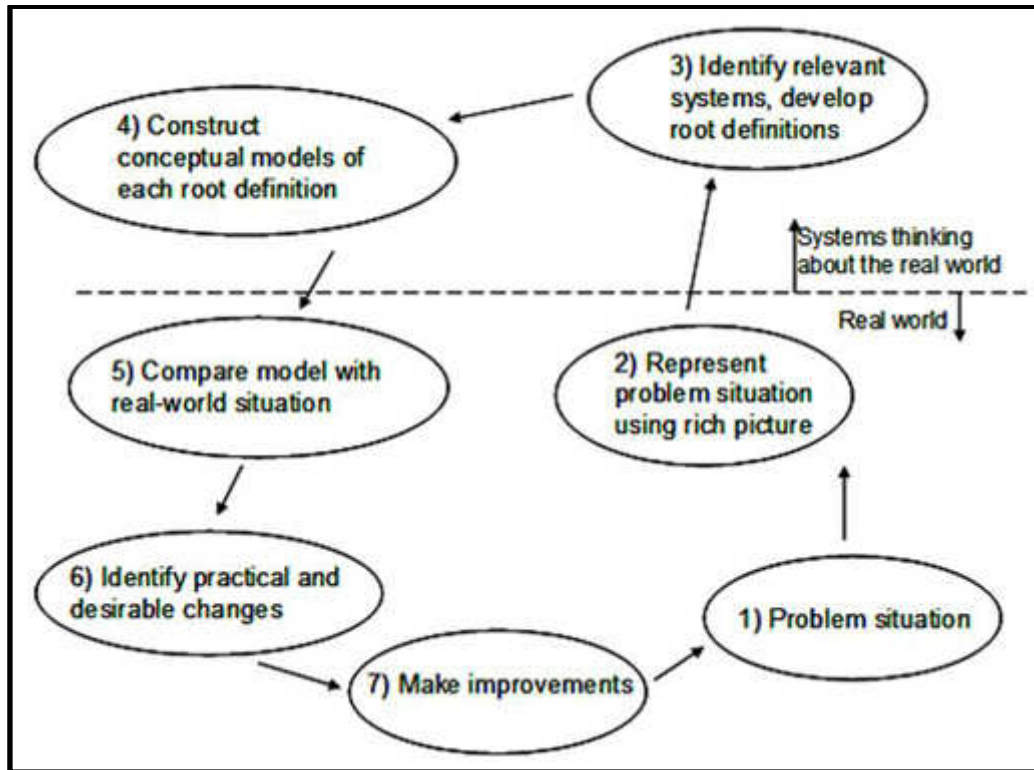 3) Identify relevant
systems, develop
root definitions
4) Construct
conceptual models of
each root definition
Systems thinking
about the real world
Real world
5) Compare model with
real-world situation
2) Represent
problem situation
using rich picture
6) Identify practical and
desirable changes
1) Problem situation
7) Make improvements